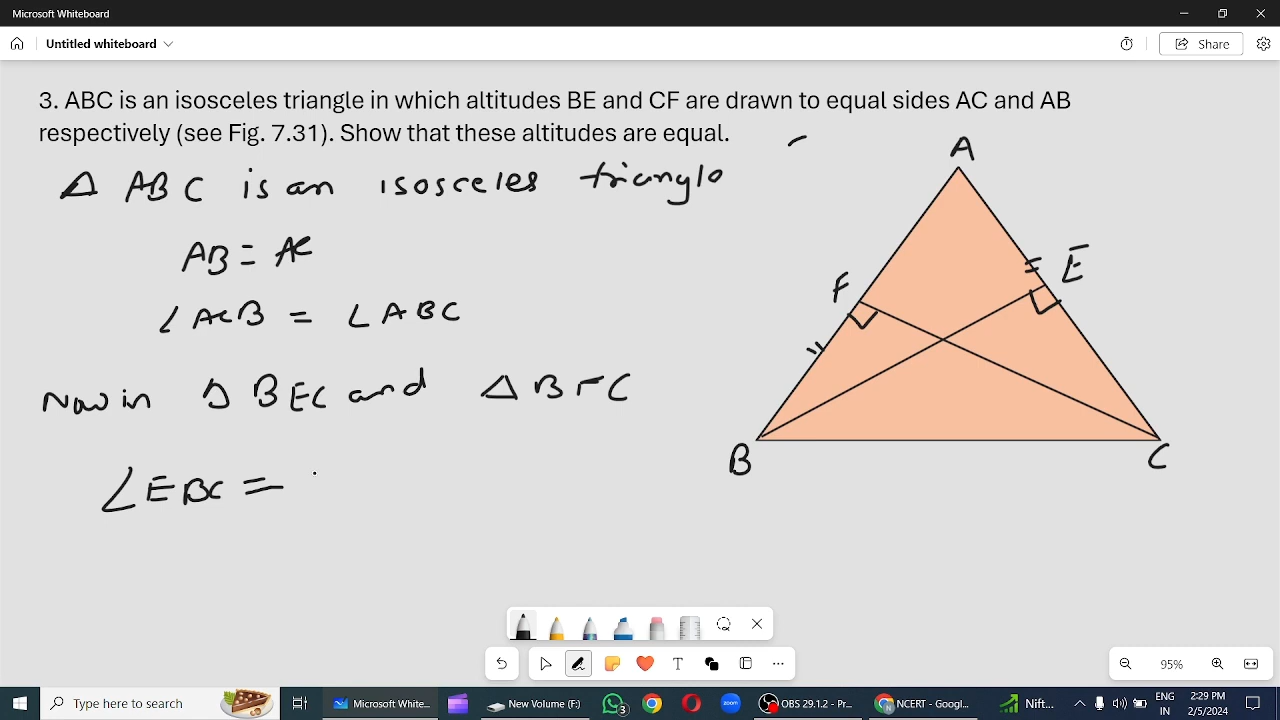 Microsoft Whiteboard
Untitled whiteboard
Share
3. ABC is an isosceles triangle in which altitudes BE and CF are drawn to equal sides AC and AB
respectively (see Fig. 7.31). Show that these altitudes are equal.
Δ ABC is an isosceles triangle
AB = AC
∠ACB = ∠ABC
Now in Δ BEC and Δ BFC
∠EBC =
A
F
E
B
C
95%
Type here to search
Microsoft White...
New Volume (F:)
3
zoom
OBS 29.1.2 - Pr...
NCERT - Googl...
Nift...
ENG
IN
2:29 PM
2/5/2024